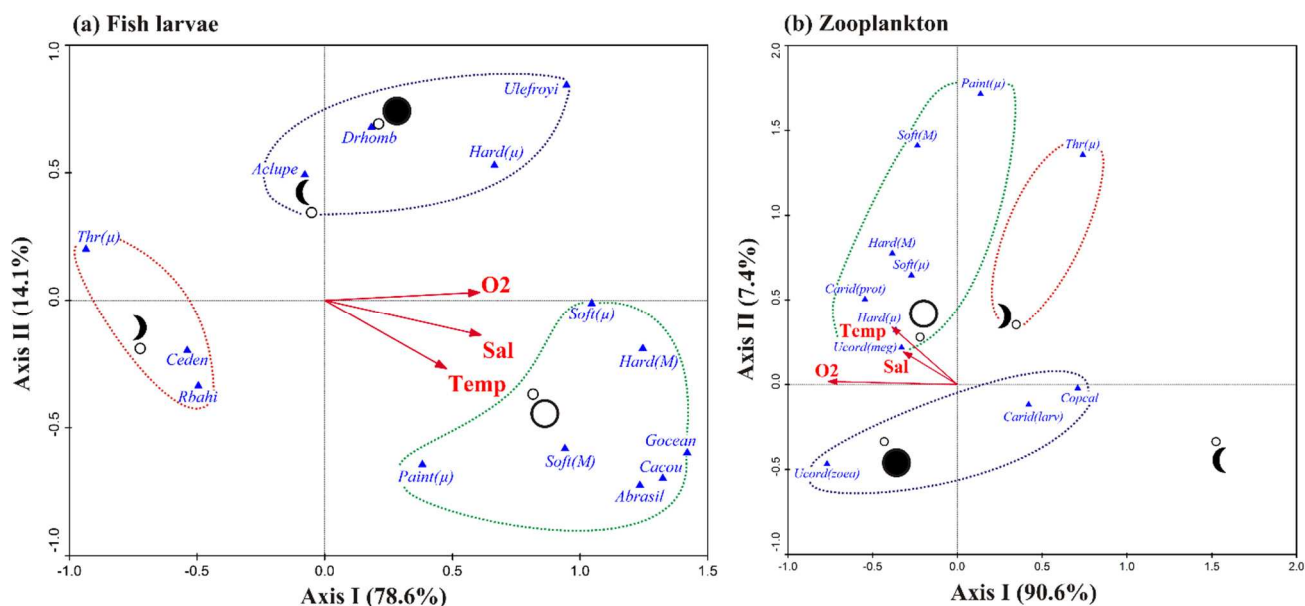 (a) Fish larvae
1.0
0.5
0.0
-0.5
-1.0
Axis II (14.1%)
Ulefroyi
Drhomb
Hard(µ)
Aclupe
Thr(µ)
O2
Soft(µ)
Sal
Hard(M)
Temp
Ceden
Rbahi
Gocean
Soft(M)
Cacou
Paint(µ)
Abrasil
-1.0 -0.5 0.0 0.5 1.0 1.5
Axis I (78.6%)
(b) Zooplankton
2.0
1.5
1.0
0.5
0.0
-0.5
-1.0
Axis II (7.4%)
Paint(µ)
Soft(M)
Thr(µ)
Hard(M)
Soft(µ)
Carid(prot)
Hard(µ)
Temp
Ucord(meg)
Sal
O2
Copcal
Carid(larv)
Ucord(zoea)
-1.0 -0.5 0.0 0.5 1.0 1.5 2.0
Axis I (90.6%)